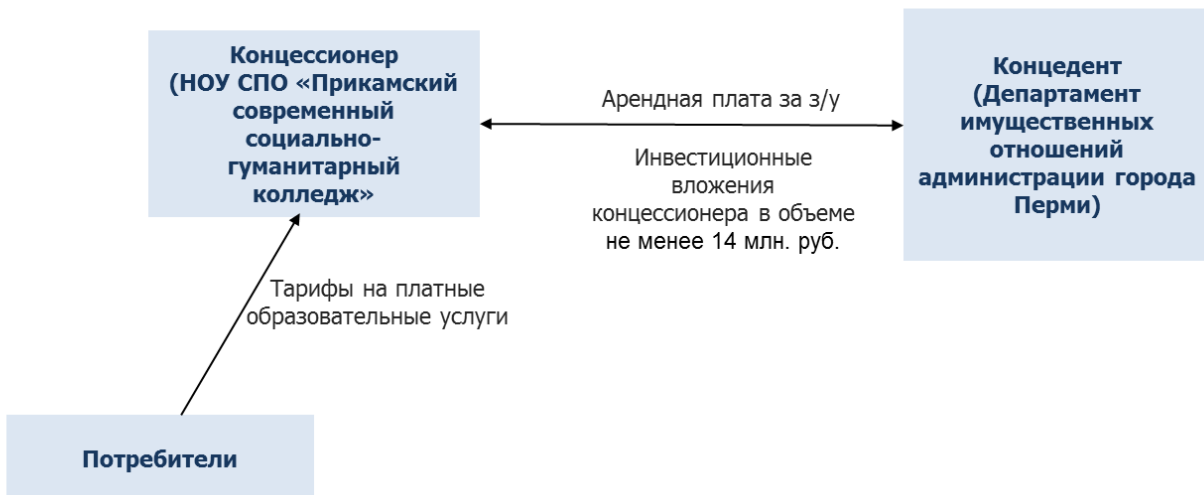 Концессионер
(НОУ СПО «Прикамский
современный
социально-
гуманитарный
колледж»
Арендная плата за з/у
Инвестиционные
вложения
концессионера в объеме
не менее 14 млн. руб.
Концедент
(Департамент
имущественных
отношений
администрации города
Перми)
Тарифы на платные
образовательные услуги
Потребители